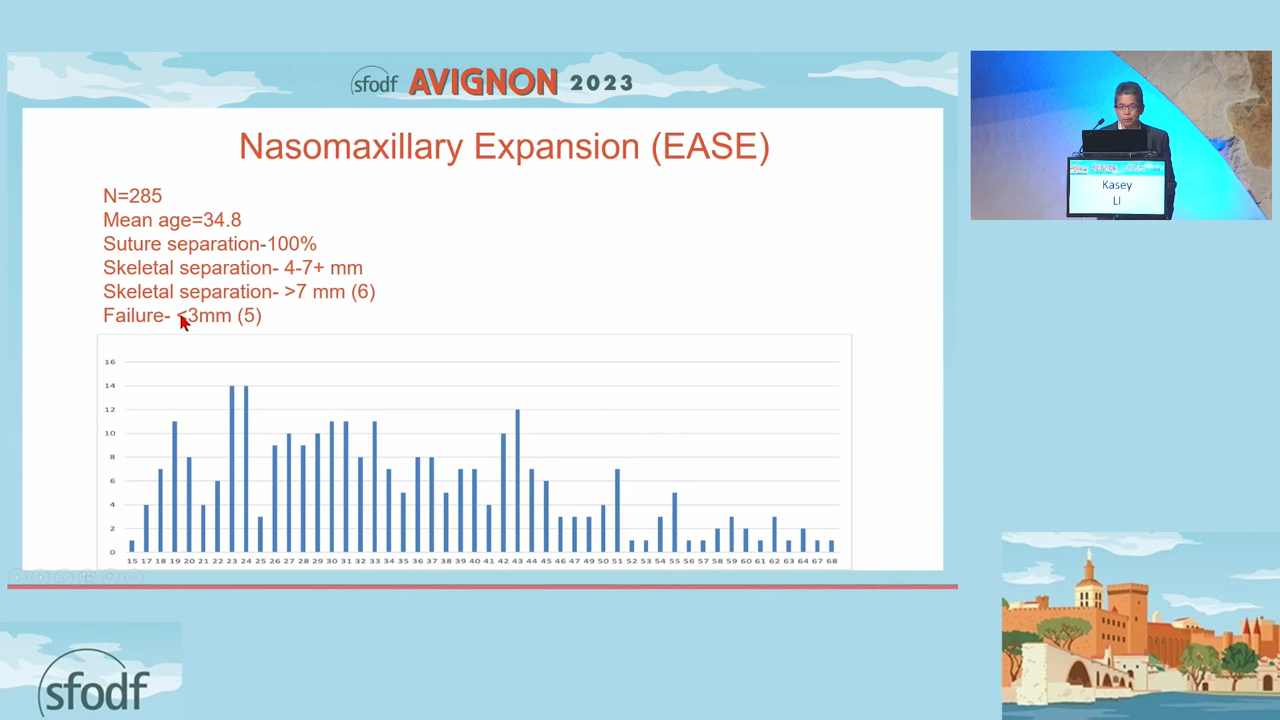 sfodf AVIGNON 2023
Nasomaxillary Expansion (EASE)
N=285
Mean age=34.8
Suture separation-100%
Skeletal separation- 4-7+ mm
Skeletal separation- >7 mm (6)
Failure- <3mm (5)
16
14
12
10
8
6
4
2
0
15 17 18 19 20 21 22 23 24 25 26 27 28 29 30 31 32 33 34 35 36 37 38 39 40 41 42 43 44 45 46 47 48 49 50 51 52 53 54 55 56 57 58 59 60 61 62 63 64 67 68
Kasey
LI
sfodf